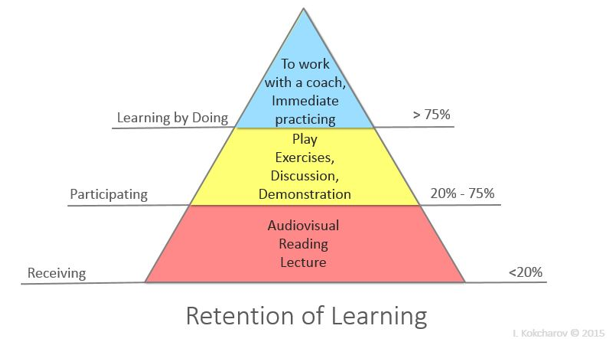 To work
with a coach,
Immediate
practicing
Learning by Doing
> 75%
Play
Exercises,
Discussion,
Demonstration
Participating
20% - 75%
Audiovisual
Reading
Lecture
Receiving
<20%
Retention of Learning
I. Kokcharov © 2015